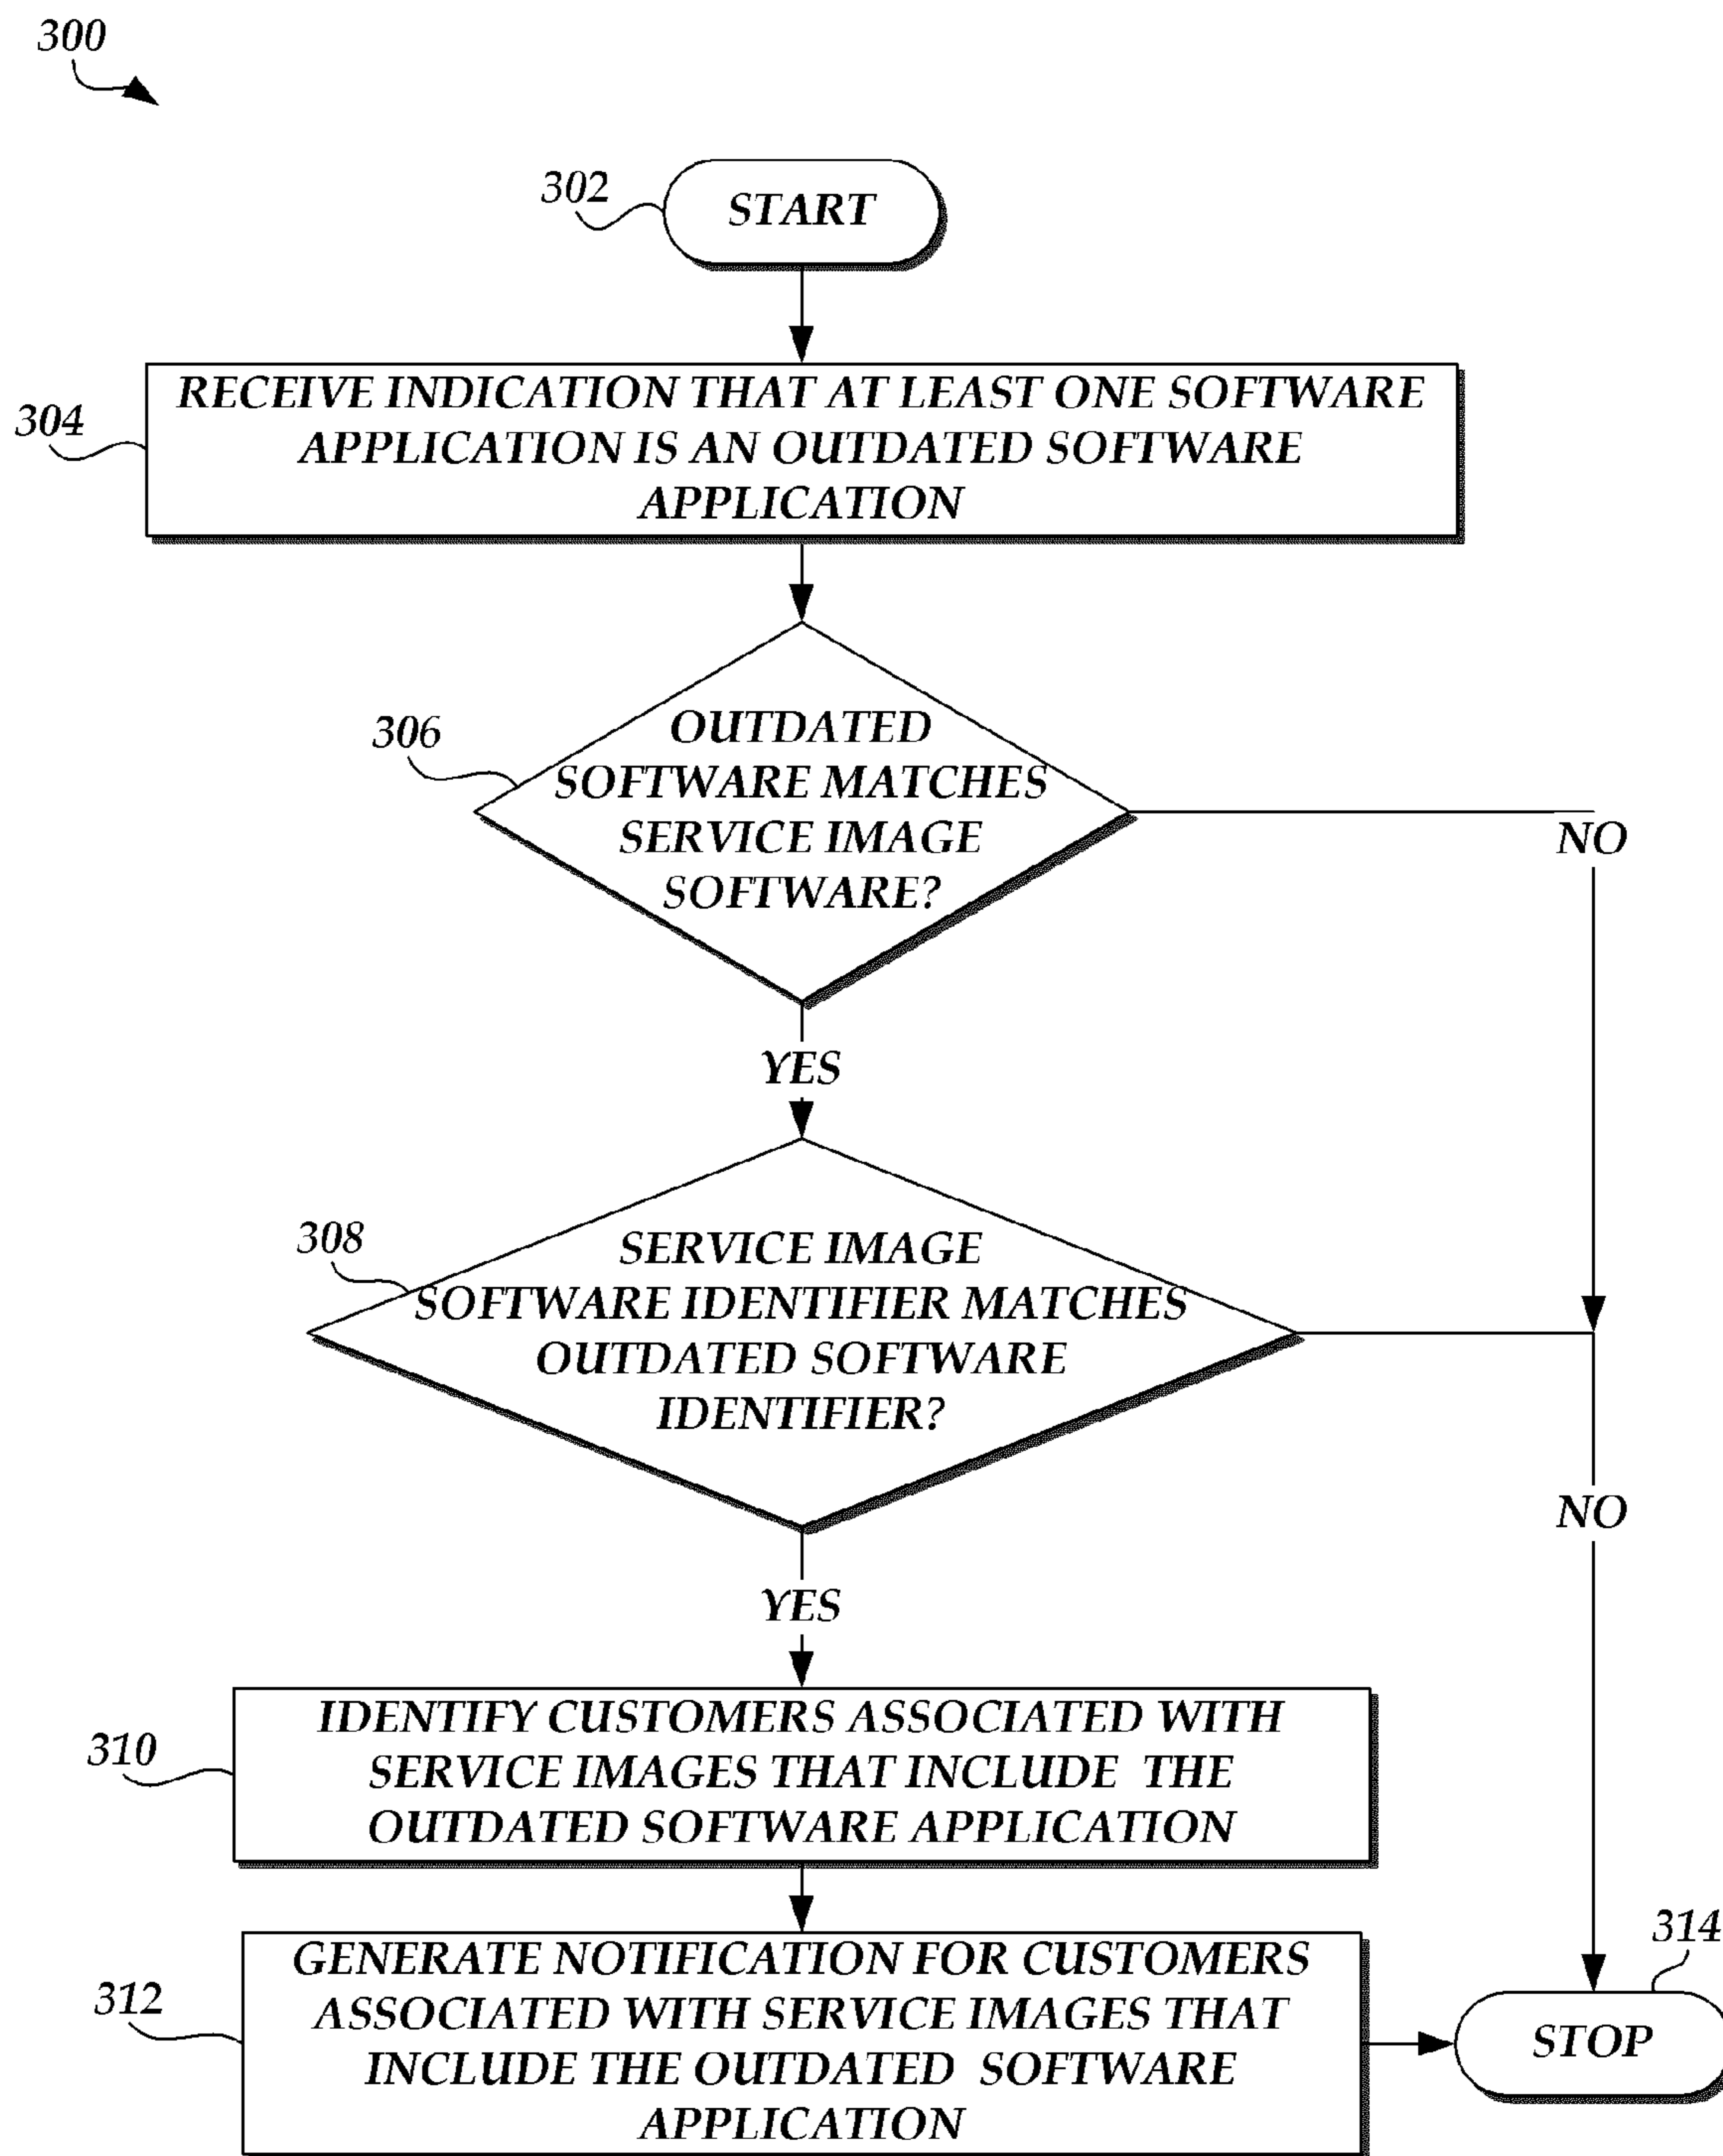 300
302
START
304
RECEIVE INDICATION THAT AT LEAST ONE SOFTWARE
APPLICATION IS AN OUTDATED SOFTWARE
APPLICATION
306
OUTDATED
SOFTWARE MATCHES
SERVICE IMAGE
SOFTWARE?
NO
YES
308
SERVICE IMAGE
SOFTWARE IDENTIFIER MATCHES
OUTDATED SOFTWARE
IDENTIFIER?
NO
YES
310
IDENTIFY CUSTOMERS ASSOCIATED WITH
SERVICE IMAGES THAT INCLUDE THE
OUTDATED SOFTWARE APPLICATION
312
GENERATE NOTIFICATION FOR CUSTOMERS
ASSOCIATED WITH SERVICE IMAGES THAT
INCLUDE THE OUTDATED SOFTWARE
APPLICATION
314
STOP